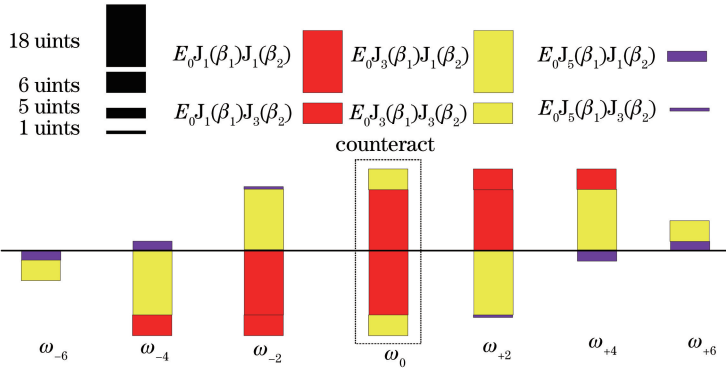 18 uints
6 uints
5 uints
1 uints
E₀J₁(β₁)J₁(β₂) E₀J₃(β₁)J₁(β₂) E₀J₅(β₁)J₁(β₂)
E₀J₁(β₁)J₃(β₂) E₀J₃(β₁)J₃(β₂) E₀J₅(β₁)J₃(β₂)
counteract
ω₋₆ ω₋₄ ω₋₂ ω₀ ω₊₂ ω₊₄ ω₊₆